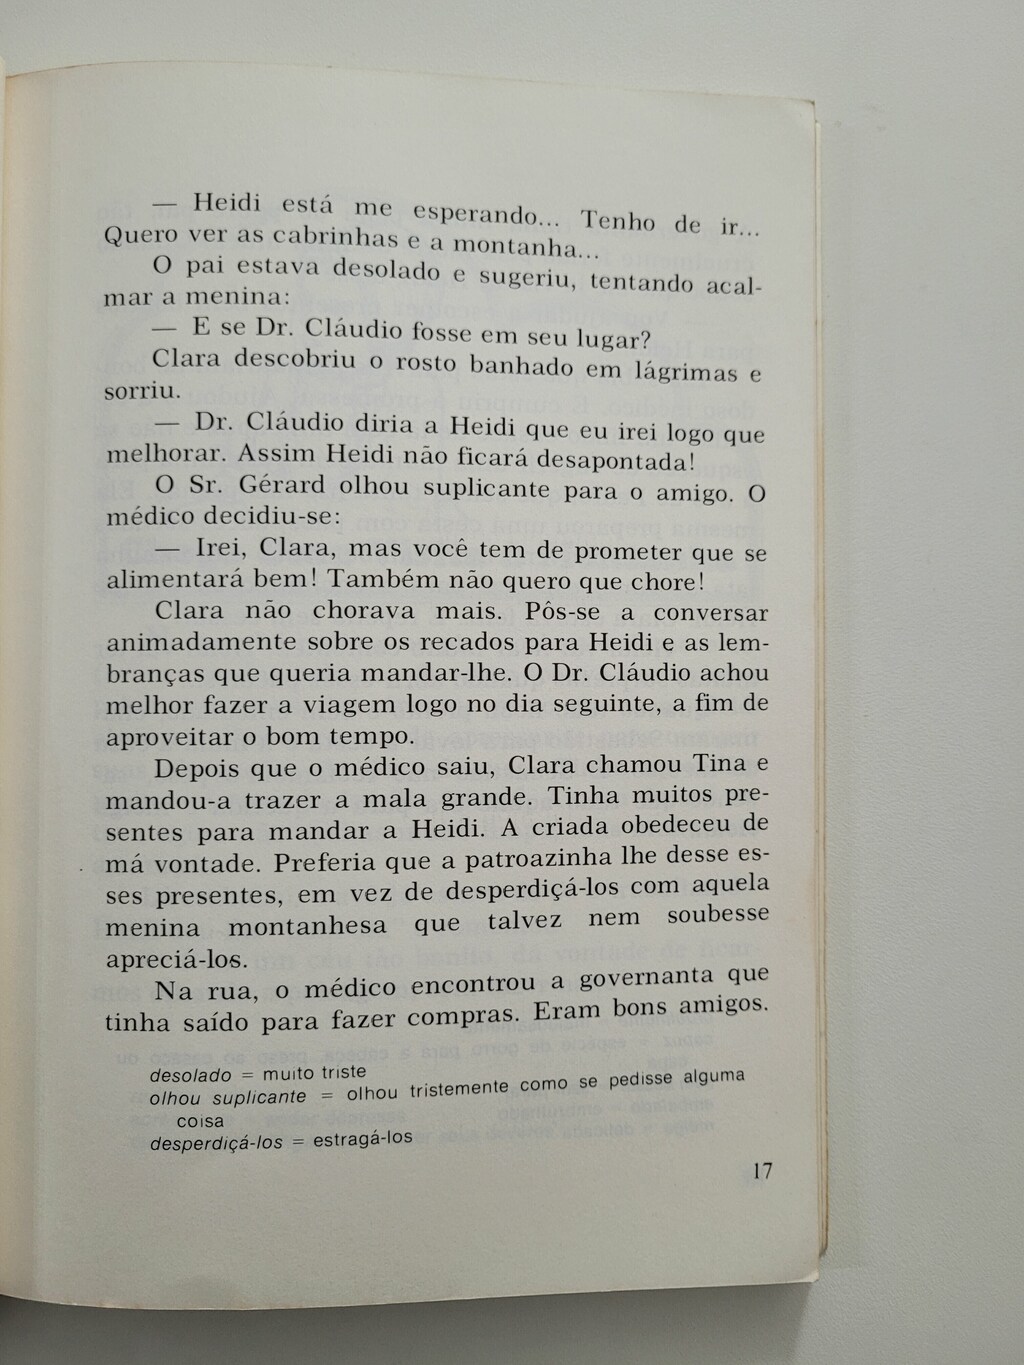 — Heidi está me esperando... Tenho de ir...
Quero ver as cabrinhas e a montanha...
O pai estava desolado e sugeriu, tentando acal-
mar a menina:
— E se Dr. Cláudio fosse em seu lugar?
Clara descobriu o rosto banhado em lágrimas e
sorriu.
— Dr. Cláudio diria a Heidi que eu irei logo que
melhorar. Assim Heidi não ficará desapontada!
O Sr. Gérard olhou suplicante para o amigo. O
médico decidiu-se:
— Irei, Clara, mas você tem de prometer que se
alimentará bem! Também não quero que chore!
Clara não chorava mais. Pôs-se a conversar
animadamente sobre os recados para Heidi e as lem-
branças que queria mandar-lhe. O Dr. Cláudio achou
melhor fazer a viagem logo no dia seguinte, a fim de
aproveitar o bom tempo.
Depois que o médico saiu, Clara chamou Tina e
mandou-a trazer a mala grande. Tinha muitos pre-
sentes para mandar a Heidi. A criada obedeceu de
má vontade. Preferia que a patroazinha lhe desse es-
ses presentes, em vez de desperdiçá-los com aquela
menina montanhesa que talvez nem soubesse
apreciá-los.
Na rua, o médico encontrou a governanta que
tinha saído para fazer compras. Eram bons amigos.
desolado = muito triste
olhou suplicante = olhou tristemente como se pedisse alguma
coisa
desperdiçá-los = estragá-los
17